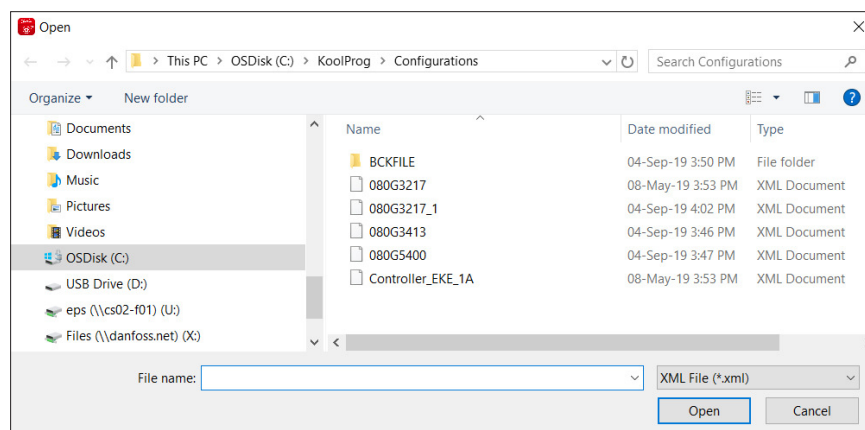 Open
This PC > OSDisk (C:) > KoolProg > Configurations
Search Configurations
Organize
New folder
Documents
Downloads
Music
Pictures
Videos
OSDisk (C:)
USB Drive (D:)
eps (\\cs02-f01) (U:)
Files (\\danfoss.net) (X:)
Name Date modified Type
BCKFILE 04-Sep-19 3:50 PM File folder
080G3217 08-May-19 3:53 PM XML Document
080G3217_1 04-Sep-19 4:02 PM XML Document
080G3413 04-Sep-19 3:46 PM XML Document
080G5400 04-Sep-19 3:47 PM XML Document
Controller_EKE_1A 08-May-19 3:53 PM XML Document
File name:
XML File (*.xml)
Open Cancel